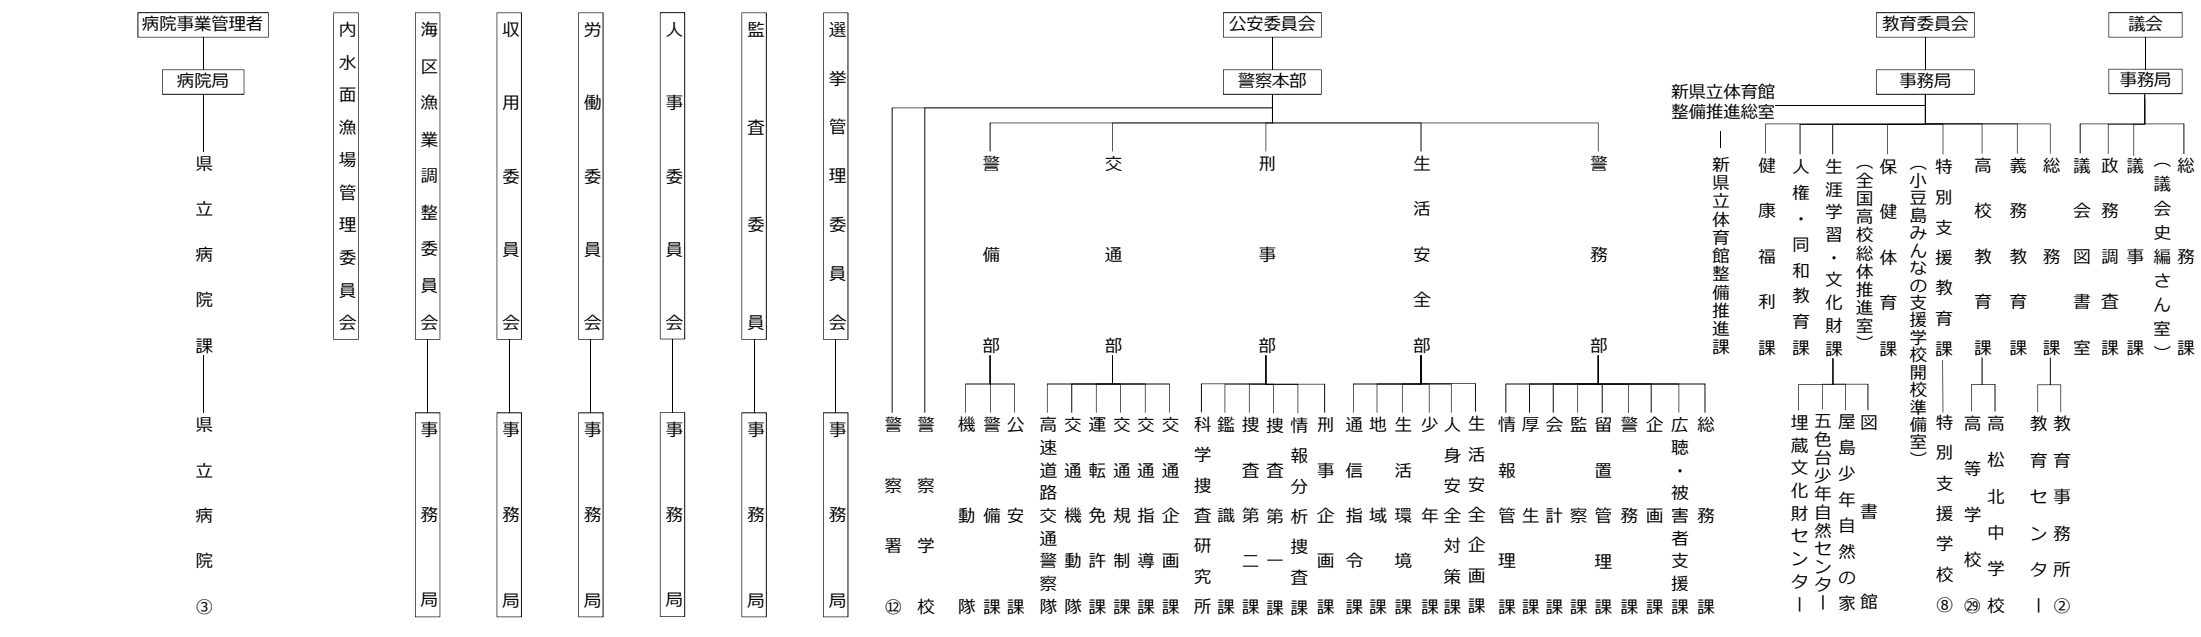 議会
事務局
総務課
（議会史編さん室）
議事課
政務調査課
議会図書室
教育委員会
事務局
新県立体育館
整備推進総室
総務課
義務教育課
高校教育課
特別支援教育課
（小豆島みんなの支援学校開校準備室）
保健体育課
（全国高校総体推進室）
生涯学習・文化財課
人権・同和教育課
健康福利課
新県立体育館整備推進課
教育事務所②
教育センター
高松北中学校
高等学校㉙
特別支援学校⑧
図書館
屋島少年自然の家
五色台少年自然センター
埋蔵文化財センター
公安委員会
警察本部
警務部
生活安全部
刑事部
交通部
警備部
総務課
広聴・被害者支援課
企画課
警務課
留置管理課
監察課
会計課
厚生課
情報管理課
生活安全企画課
人身安全対策課
少年課
生活環境課
地域課
通信指令課
刑事企画課
情報分析捜査課
捜査第一課
捜査第二課
鑑識課
科学捜査研究所
交通企画課
交通指導課
交通規制課
運転免許課
交通機動隊
高速道路交通警察隊
公安課
警備課
機動隊
警察学校
警察署⑫
選挙管理委員会
事務局
監査委員
事務局
人事委員会
事務局
労働委員会
事務局
収用委員会
事務局
海区漁業調整委員会
事務局
内水面漁場管理委員会
病院事業管理者
病院局
県立病院課
県立病院③